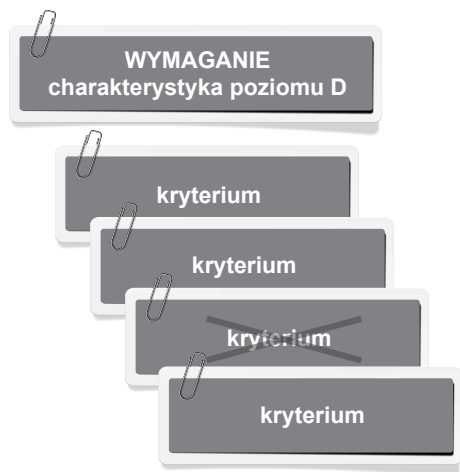 WYMAGANIE
charakterystyka poziomu D
kryterium
kryterium
kryterium
kryterium